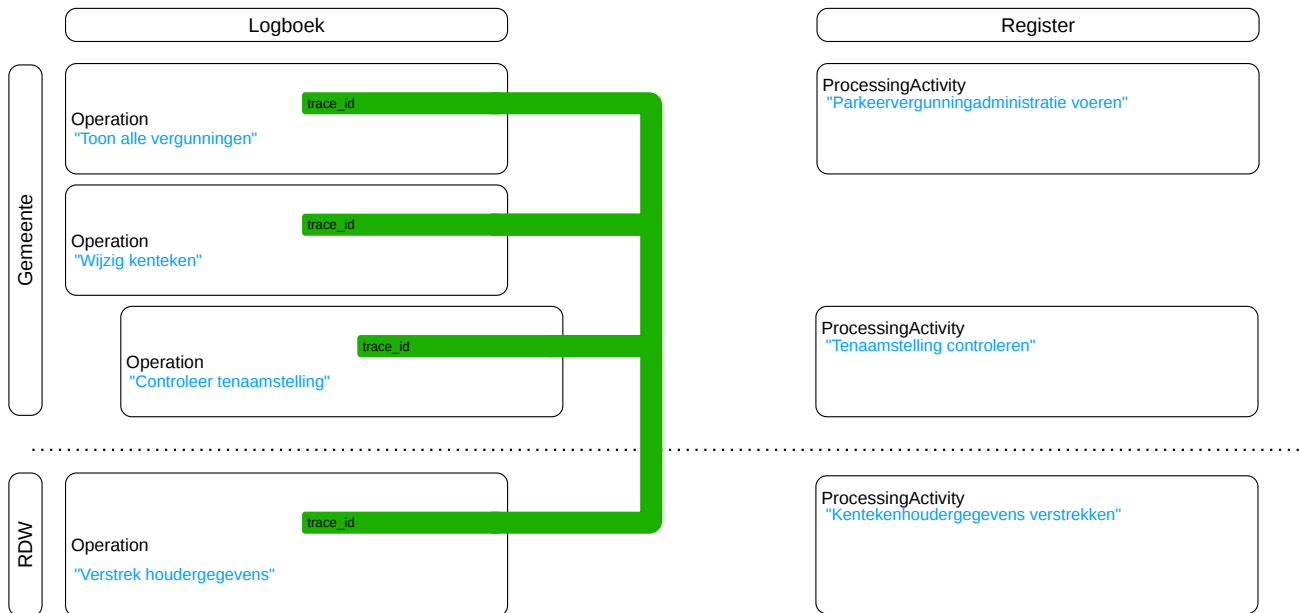 Logboek
Register
Gemeente
trace_id
Operation
"Toon alle vergunningen"
ProcessingActivity
"Parkeervergunningadministratie voeren"
trace_id
Operation
"Wijzig kenteken"
trace_id
Operation
"Controleer tenaamstelling"
ProcessingActivity
"Tenaamstelling controleren"
RDW
trace_id
Operation
"Verstrek houdergegevens"
ProcessingActivity
"Kentekenhoudergegevens verstrekken"